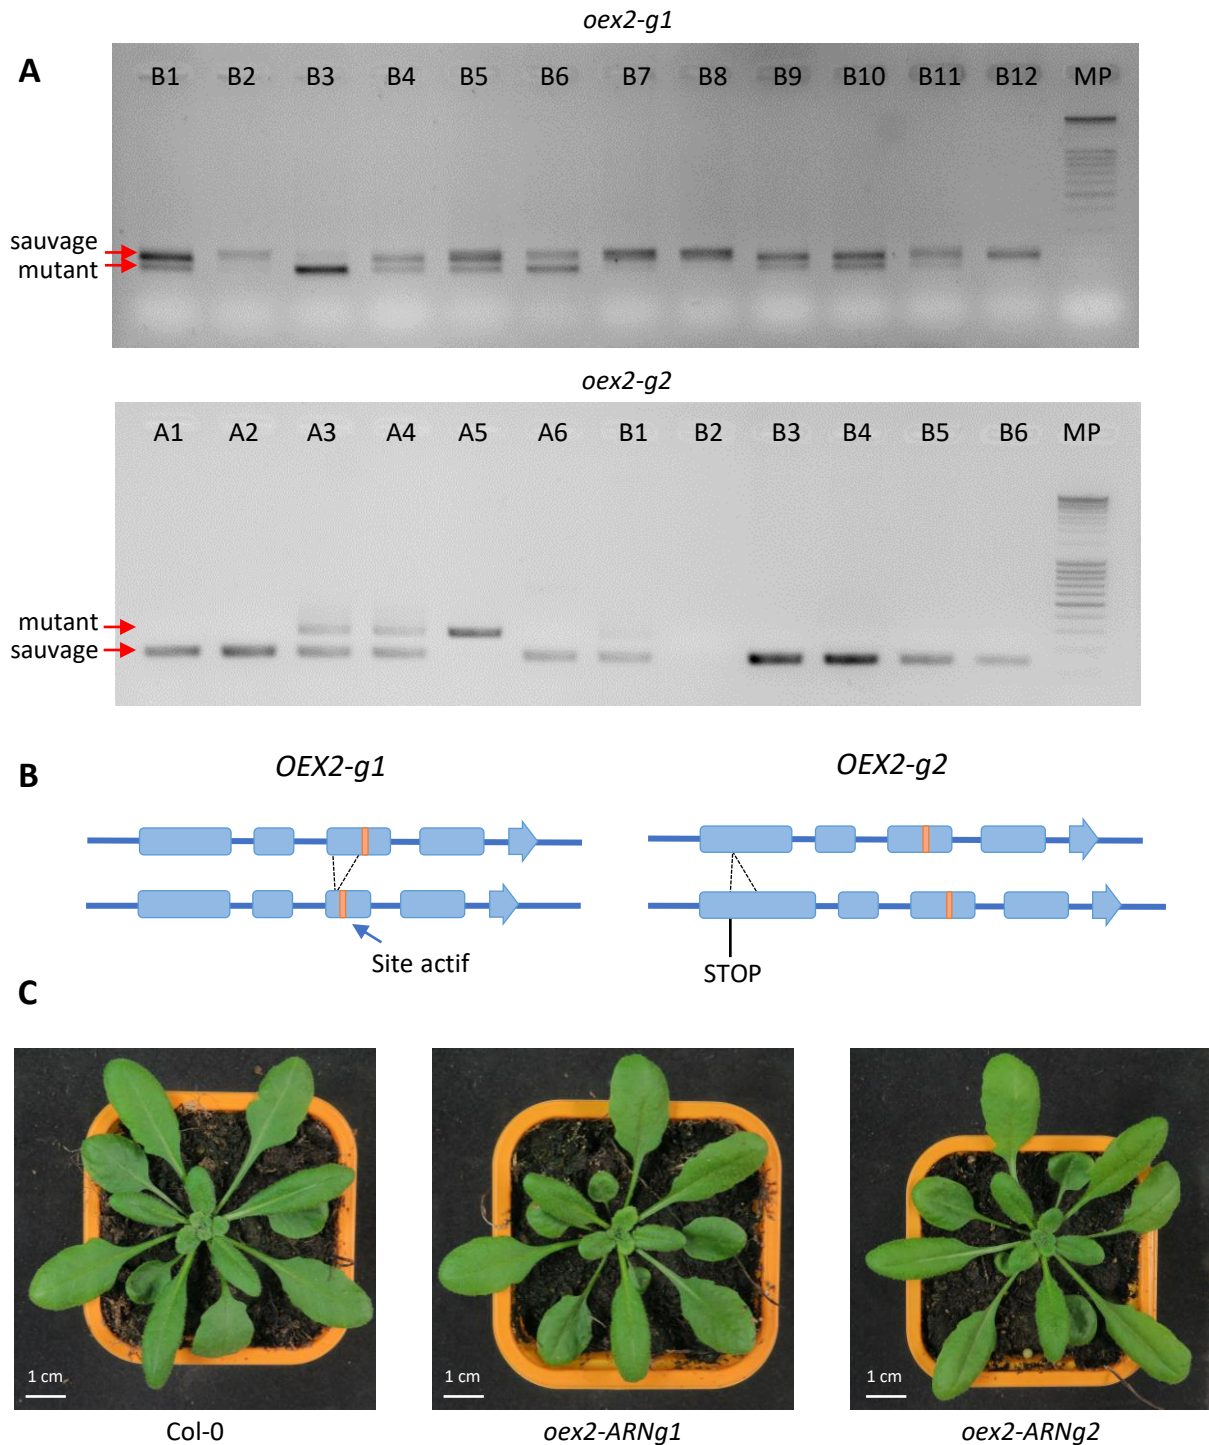 oex2-g1
A
B1 B2 B3 B4 B5 B6 B7 B8 B9 B10 B11 B12 MP
sauvage
mutant
oex2-g2
A1 A2 A3 A4 A5 A6 B1 B2 B3 B4 B5 B6 MP
mutant
sauvage
B
OEX2-g1
OEX2-g2
Site actif
STOP
C
1 cm
1 cm
1 cm
Col-0
oex2-ARNg1
oex2-ARNg2